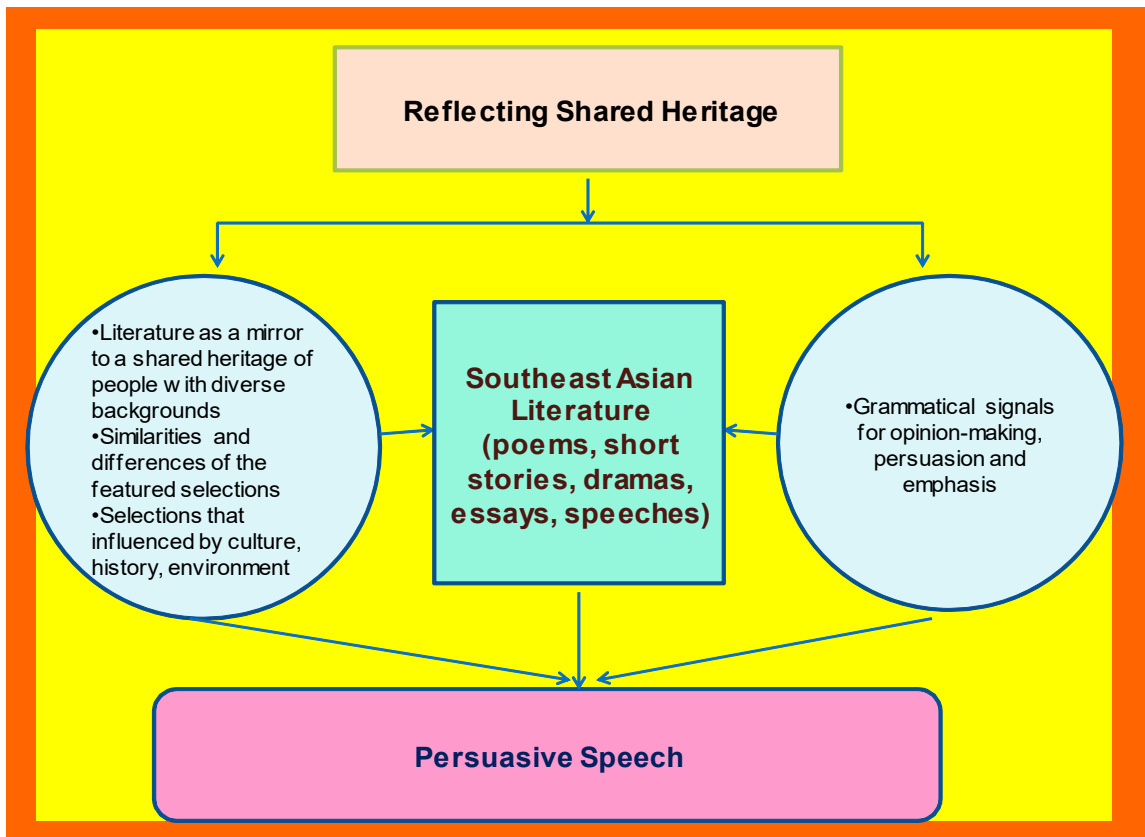 Reflecting Shared Heritage
•Literature as a mirror
to a shared heritage of
people with diverse
backgrounds
•Similarities and
differences of the
featured selections
•Selections that
influenced by culture,
history, environment
Southeast Asian
Literature
(poems, short
stories, dramas,
essays, speeches)
•Grammatical signals
for opinion-making,
persuasion and
emphasis
Persuasive Speech